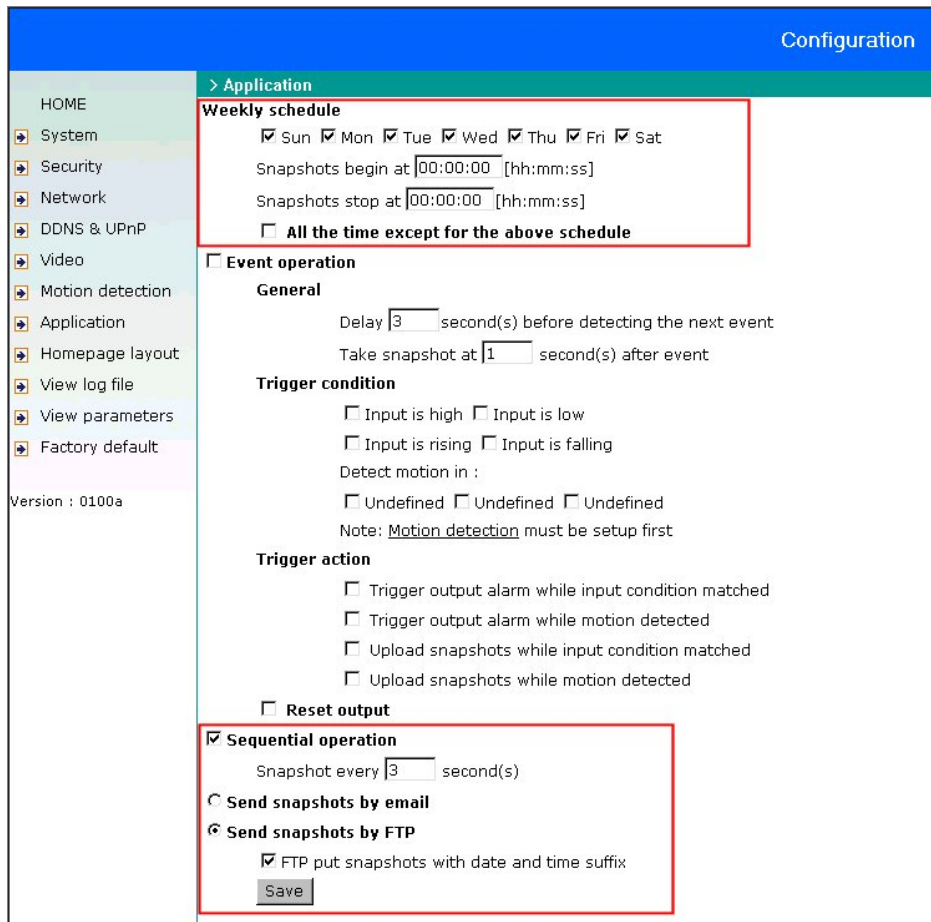 Configuration
HOME
System
Security
Network
DDNS & UPnP
Video
Motion detection
Application
Homepage layout
View log file
View parameters
Factory default
Version : 0100a
> Application
Weekly schedule
Sun Mon Tue Wed Thu Fri Sat
Snapshots begin at 00:00:00 [hh:mm:ss]
Snapshots stop at 00:00:00 [hh:mm:ss]
All the time except for the above schedule
Event operation
General
Delay 3 second(s) before detecting the next event
Take snapshot at 1 second(s) after event
Trigger condition
Input is high Input is low
Input is rising Input is falling
Detect motion in :
Undefined Undefined Undefined
Note: Motion detection must be setup first
Trigger action
Trigger output alarm while input condition matched
Trigger output alarm while motion detected
Upload snapshots while input condition matched
Upload snapshots while motion detected
Reset output
Sequential operation
Snapshot every 3 second(s)
Send snapshots by email
Send snapshots by FTP
FTP put snapshots with date and time suffix
Save